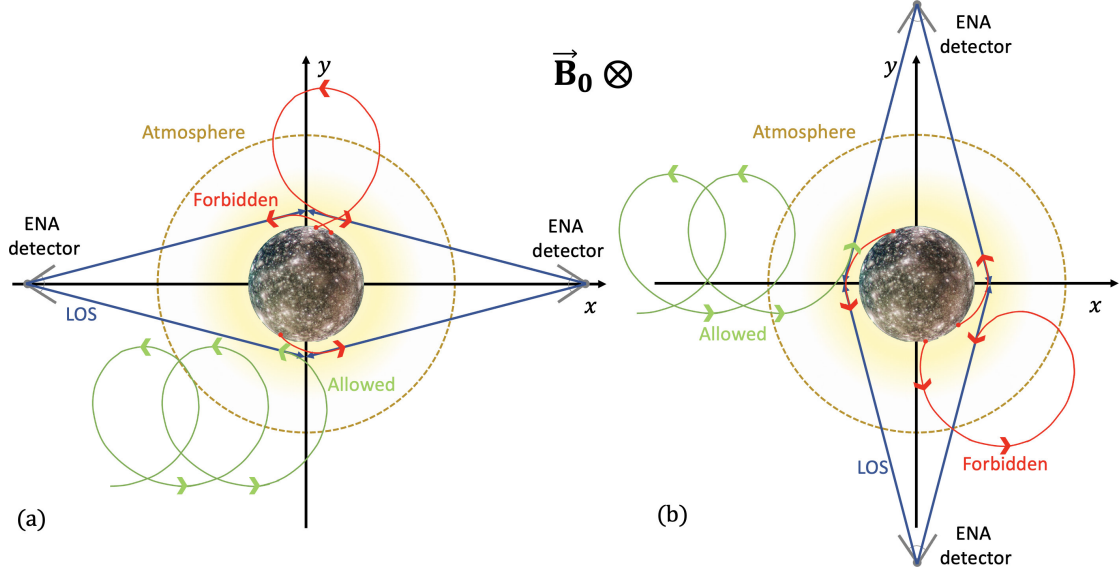 y
Atmosphere
Forbidden
ENA
detector
ENA
detector
LOS
x
Allowed
(a)
B₀ ⊗
ENA
detector
y
Atmosphere
Allowed
x
LOS
Forbidden
(b)
ENA
detector